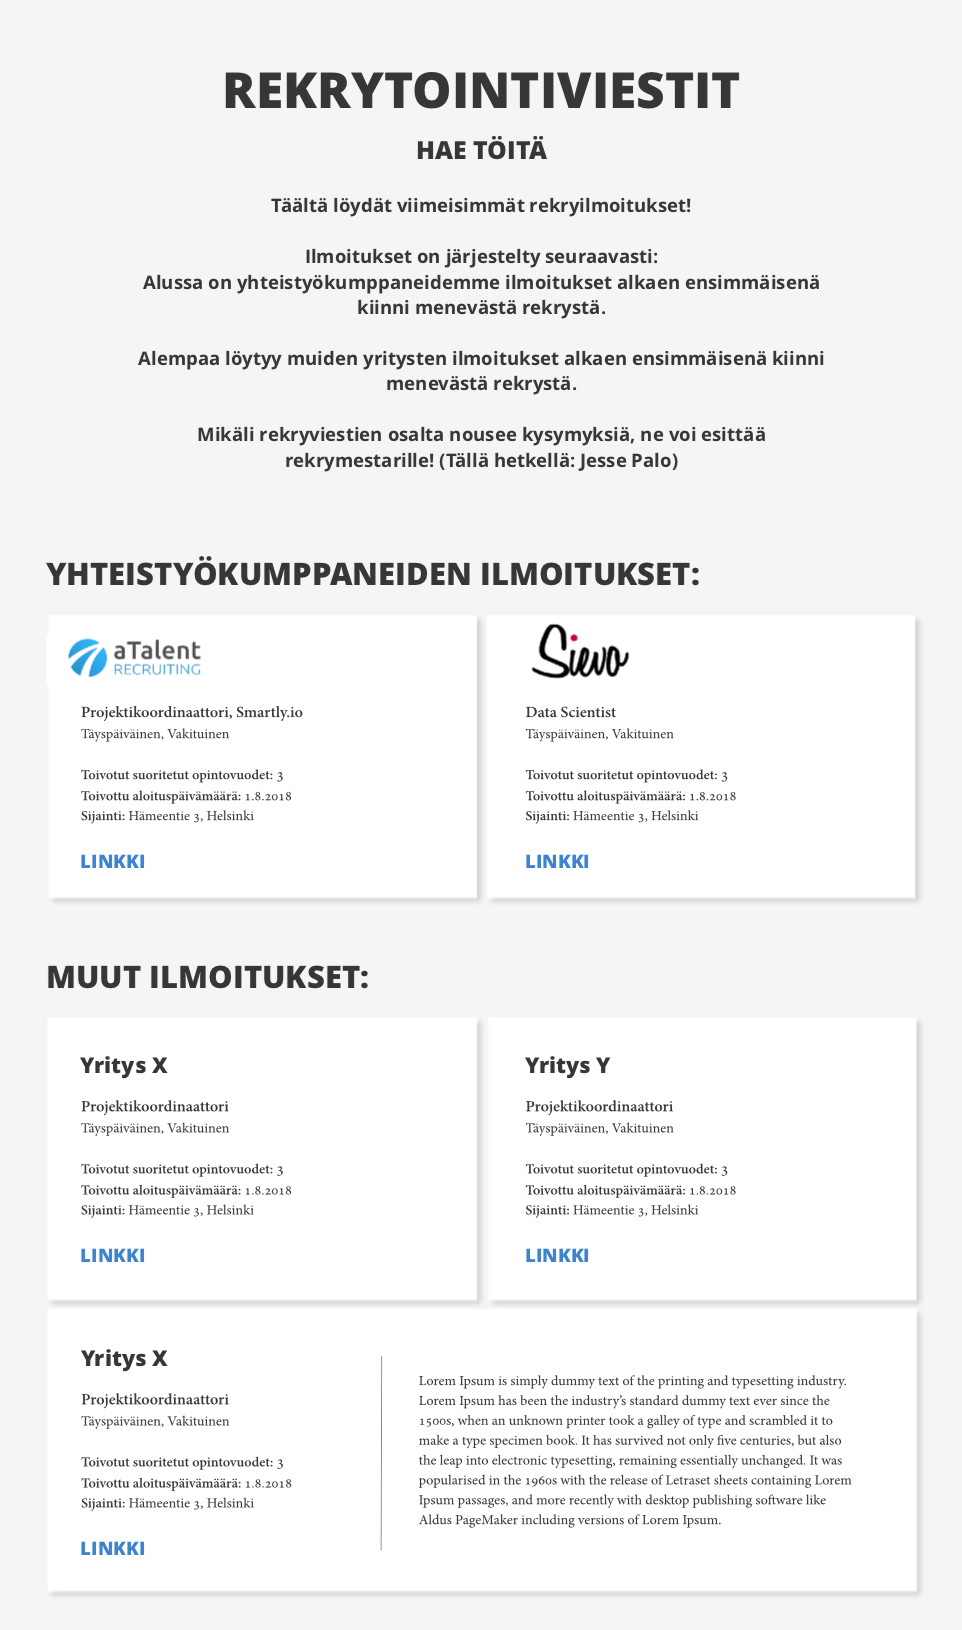 REKRYTOINTIVIESTIT
HAE TÖITÄ
Täältä löydät viimeisimmät rekryilmoitukset!
Ilmoitukset on järjestelty seuraavasti:
Alussa on yhteistyökumppaneidemme ilmoitukset alkaen ensimmäisenä
kiinni menevästä rekrystä.
Alempaa löytyy muiden yritysten ilmoitukset alkaen ensimmäisenä kiinni
menevästä rekrystä.
Mikäli rekryviestien osalta nousee kysymyksiä, ne voi esittää
rekrymestarille! (Tällä hetkellä: Jesse Palo)
YHTEISTYÖKUMPPANEIDEN ILMOITUKSET:
aTalent
RECRUITING
Projektikoordinaattori, Smartly.io
Täyspäiväinen, Vakituinen
Toivotut suoritetut opintovuodet: 3
Toivottu aloituspäivämäärä: 1.8.2018
Sijainti: Hämeentie 3, Helsinki
LINKKI
Sievo
Data Scientist
Täyspäiväinen, Vakituinen
Toivotut suoritetut opintovuodet: 3
Toivottu aloituspäivämäärä: 1.8.2018
Sijainti: Hämeentie 3, Helsinki
LINKKI
MUUT ILMOITUKSET:
Yritys X
Projektikoordinaattori
Täyspäiväinen, Vakituinen
Toivotut suoritetut opintovuodet: 3
Toivottu aloituspäivämäärä: 1.8.2018
Sijainti: Hämeentie 3, Helsinki
LINKKI
Yritys Y
Projektikoordinaattori
Täyspäiväinen, Vakituinen
Toivotut suoritetut opintovuodet: 3
Toivottu aloituspäivämäärä: 1.8.2018
Sijainti: Hämeentie 3, Helsinki
LINKKI
Yritys X
Projektikoordinaattori
Täyspäiväinen, Vakituinen
Toivotut suoritetut opintovuodet: 3
Toivottu aloituspäivämäärä: 1.8.2018
Sijainti: Hämeentie 3, Helsinki
LINKKI
Lorem Ipsum is simply dummy text of the printing and typesetting industry.
Lorem Ipsum has been the industry's standard dummy text ever since the
1500s, when an unknown printer took a galley of type and scrambled it to
make a type specimen book. It has survived not only five centuries, but also
the leap into electronic typesetting, remaining essentially unchanged. It was
popularised in the 1960s with the release of Letraset sheets containing Lorem
Ipsum passages, and more recently with desktop publishing software like
Aldus PageMaker including versions of Lorem Ipsum.